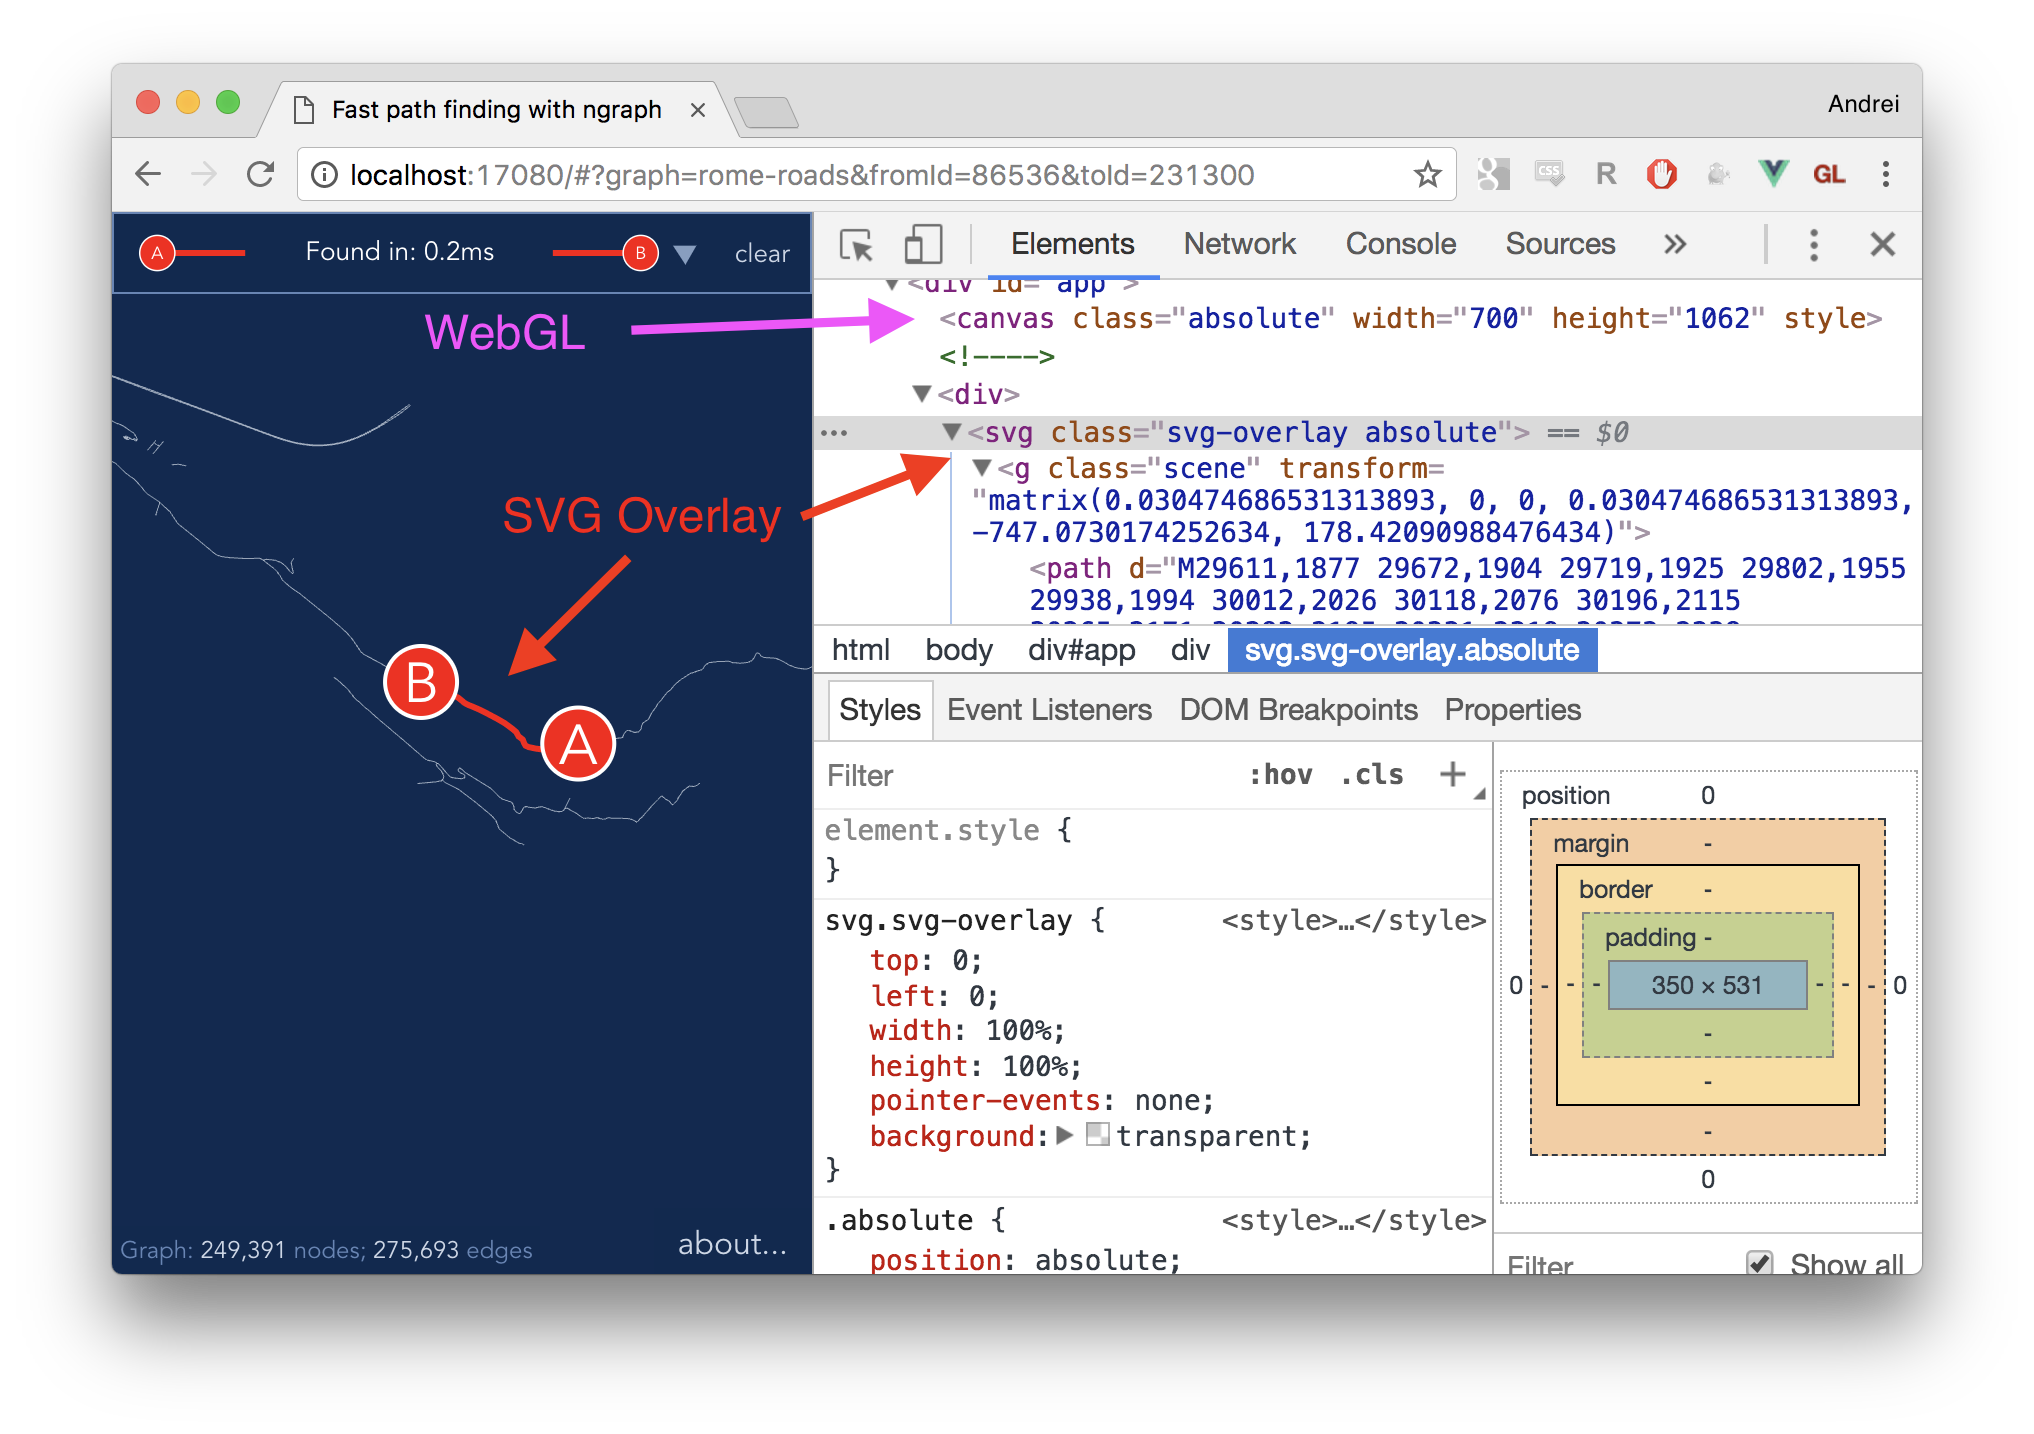 Fast path finding with ngraph
Andrei
localhost:17080/#?graph=rome-roads&fromId=86536&toId=231300
CSS
R
GL
A
Found in: 0.2ms
B
clear
WebGL
SVG Overlay
B
A
Graph: 249,391 nodes; 275,693 edges
about...
Elements Network Console Sources »
<div id="app">
<canvas class="absolute" width="700" height="1062" style>
<!---->
<div>
<svg class="svg-overlay absolute"> == $0
<g class="scene" transform=
"matrix(0.030474686531313893, 0, 0, 0.030474686531313893,
-747.0730174252634, 178.42090988476434)">
<path d="M29611,1877 29672,1904 29719,1925 29802,1955
29938,1994 30012,2026 30118,2076 30196,2115
html body div#app div svg.svg-overlay.absolute
Styles Event Listeners DOM Breakpoints Properties
Filter :hov .cls +
element.style {
}
svg.svg-overlay { <style>…</style>
top: 0;
left: 0;
width: 100%;
height: 100%;
pointer-events: none;
background: transparent;
}
.absolute { <style>…</style>
position: absolute;
position 0
margin -
border -
padding -
0 - - - 350 × 531 - - - 0
-
-
-
0
Filter Show all